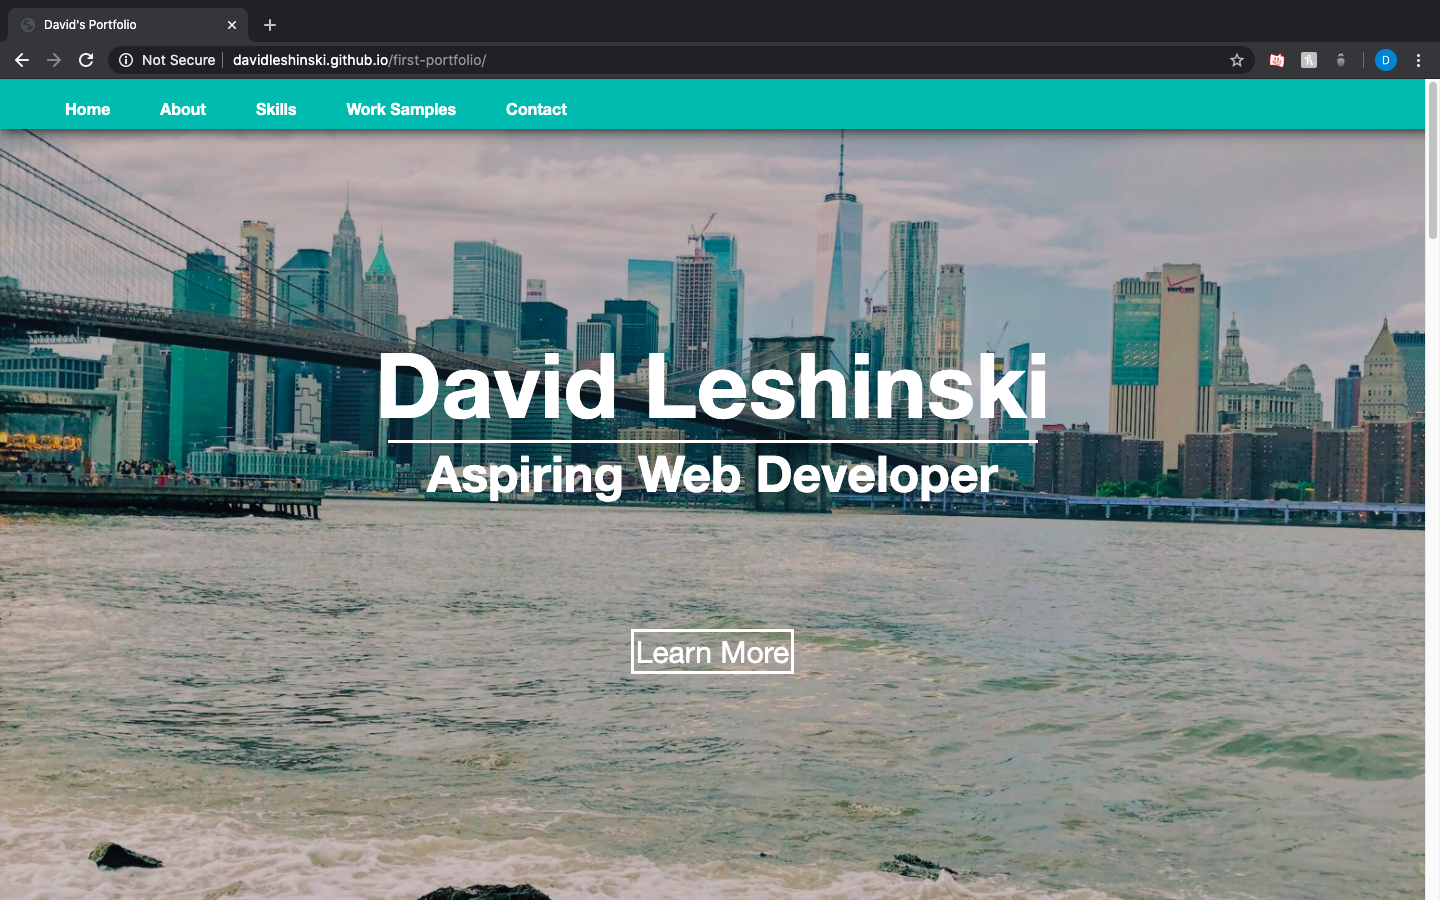 David's Portfolio
Not Secure davidleshinski.github.io/first-portfolio/
D
Home About Skills Work Samples Contact
verizon
David Leshinski
Aspiring Web Developer
Learn More